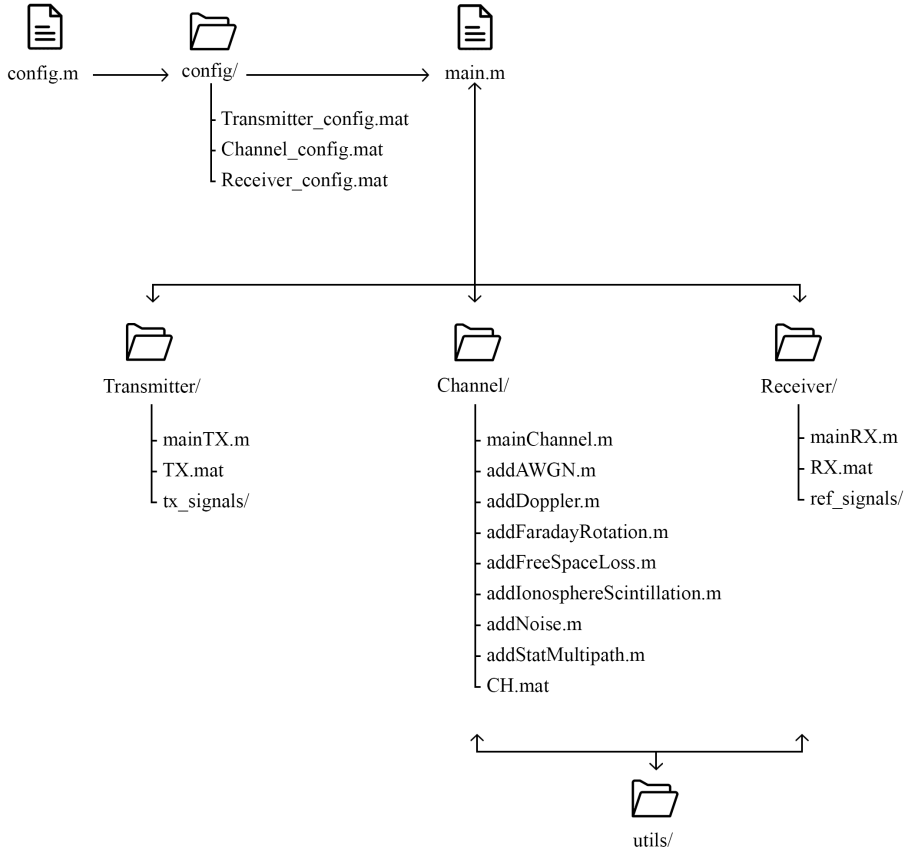 config.m
config/
main.m
Transmitter_config.mat
Channel_config.mat
Receiver_config.mat
Transmitter/
mainTX.m
TX.mat
tx_signals/
Channel/
mainChannel.m
addAWGN.m
addDoppler.m
addFaradayRotation.m
addFreeSpaceLoss.m
addIonosphereScintillation.m
addNoise.m
addStatMultipath.m
CH.mat
Receiver/
mainRX.m
RX.mat
ref_signals/
utils/